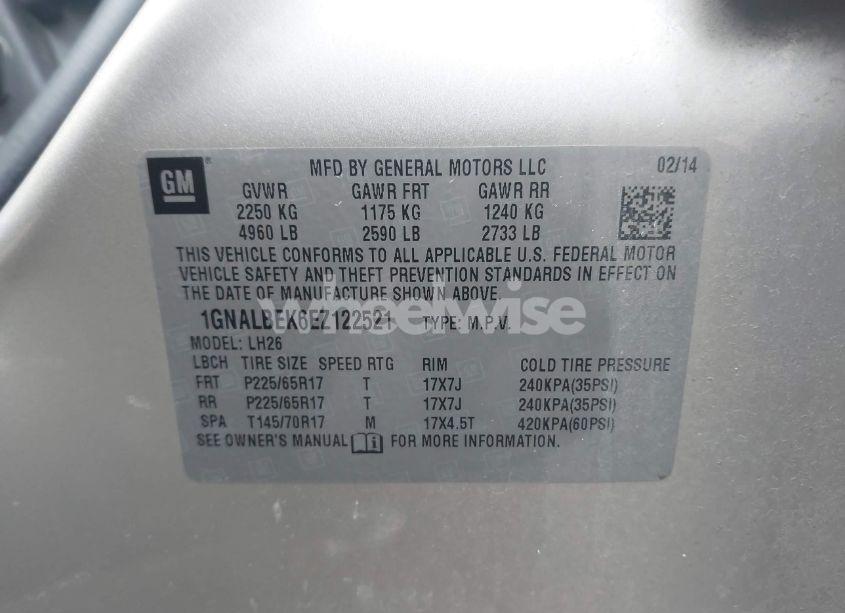 GM
MFD BY GENERAL MOTORS LLC 02/14
GVWR GAWR FRT GAWR RR
2250 KG 1175 KG 1240 KG
4960 LB 2590 LB 2733 LB
THIS VEHICLE CONFORMS TO ALL APPLICABLE U.S. FEDERAL MOTOR
VEHICLE SAFETY AND THEFT PREVENTION STANDARDS IN EFFECT ON
THE DATE OF MANUFACTURE SHOWN ABOVE.
wheelwise
1GNALBEK6EZ122521 TYPE: M.P.V.
MODEL: LH26
LBCH TIRE SIZE SPEED RTG RIM COLD TIRE PRESSURE
FRT P225/65R17 T 17X7J 240KPA(35PSI)
RR P225/65R17 T 17X7J 240KPA(35PSI)
SPA T145/70R17 M 17X4.5T 420KPA(60PSI)
SEE OWNER'S MANUAL FOR MORE INFORMATION.